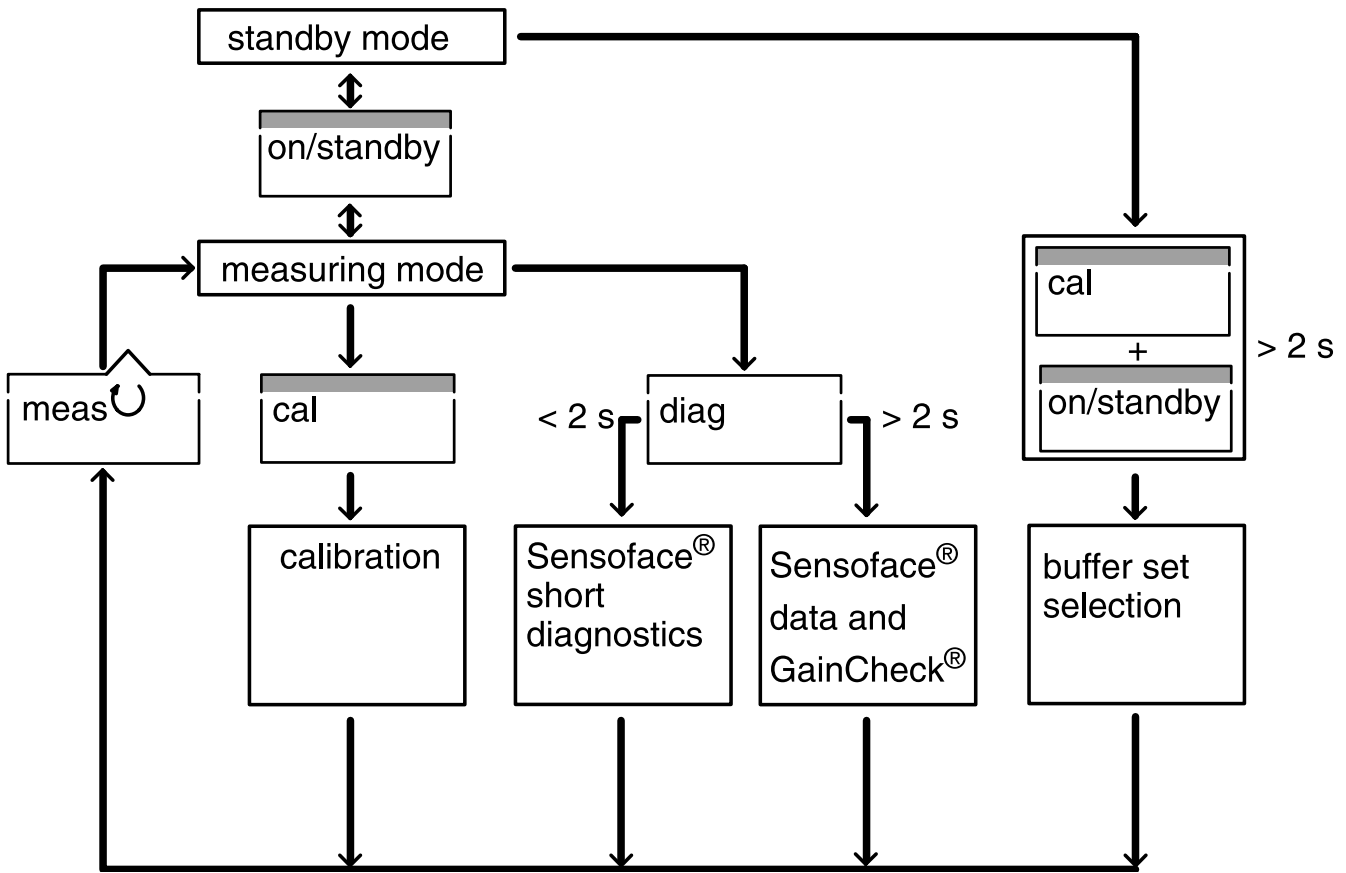 standby mode
on/standby
measuring mode
cal
+
on/standby
> 2 s
meas
cal
< 2 s
diag
> 2 s
calibration
Sensoface®
short
diagnostics
Sensoface®
data and
GainCheck®
buffer set
selection